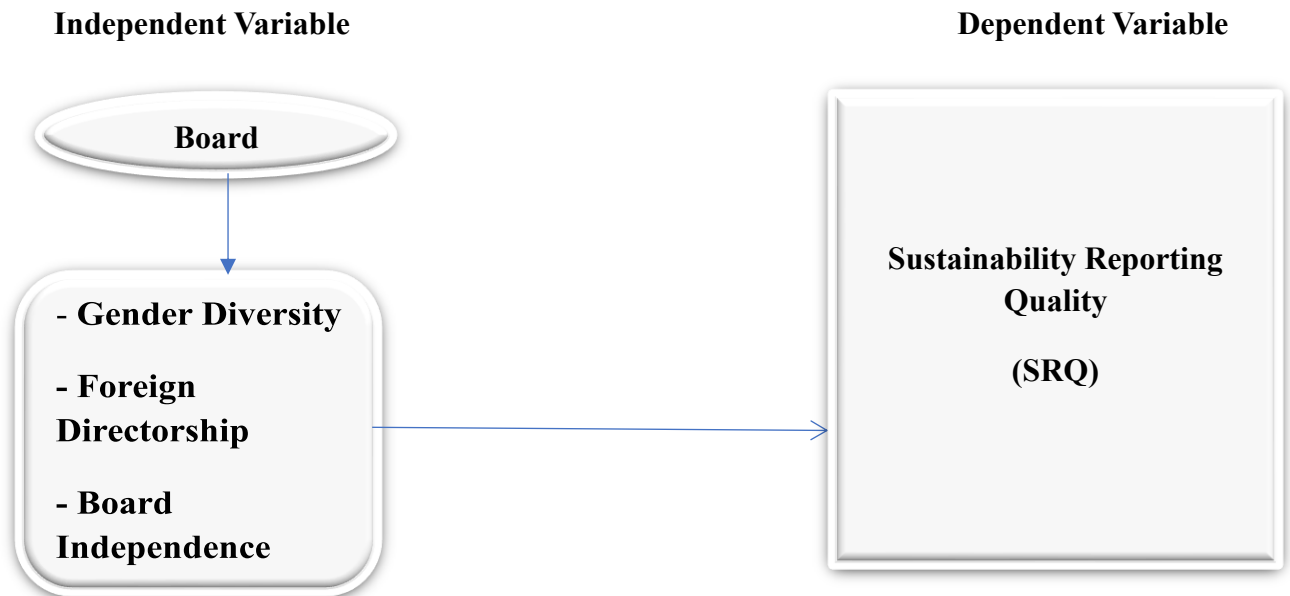 Independent Variable
Dependent Variable
Board
- Gender Diversity
- Foreign
Directorship
- Board
Independence
Sustainability Reporting
Quality
(SRQ)